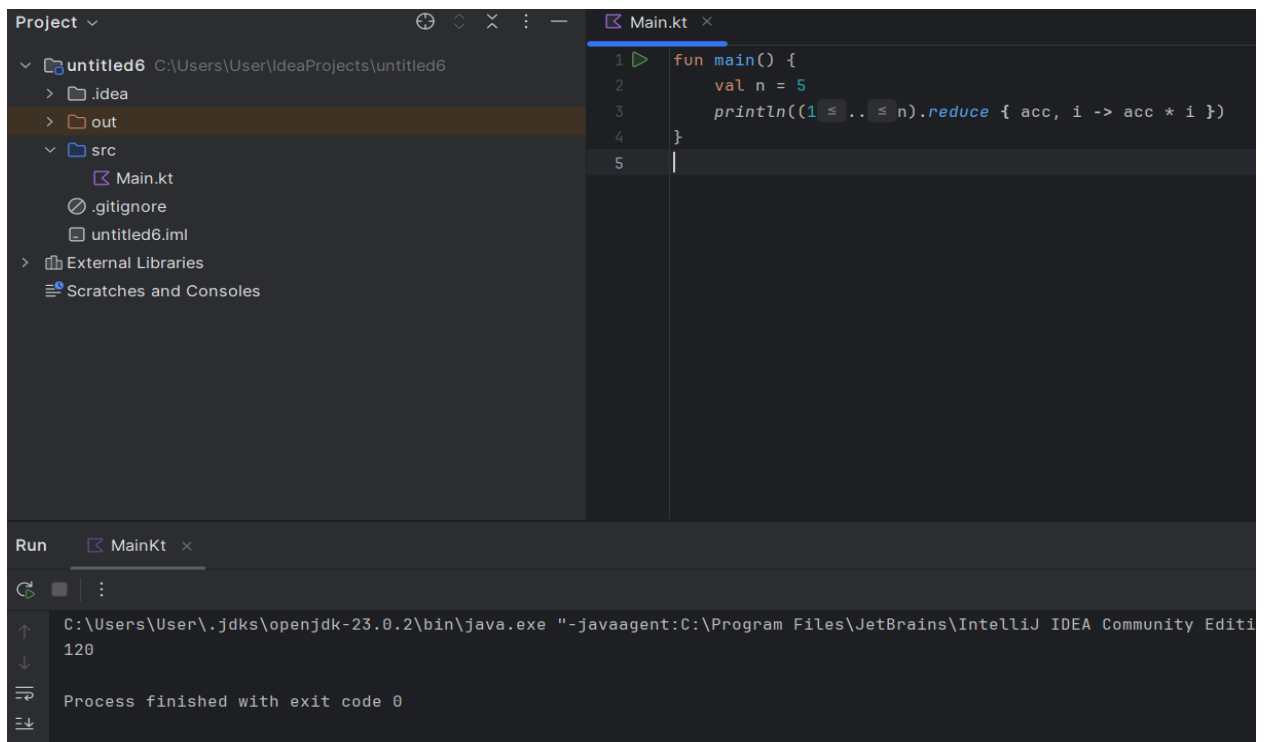 Project
untitled6 C:\Users\User\IdeaProjects\untitled6
.idea
out
src
Main.kt
.gitignore
untitled6.iml
External Libraries
Scratches and Consoles
Main.kt
1 fun main() {
2 val n = 5
3 println((1 ≤ .. ≤ n).reduce { acc, i -> acc * i })
4 }
5
Run MainKt
C:\Users\User\.jdks\openjdk-23.0.2\bin\java.exe "-javaagent:C:\Program Files\JetBrains\IntelliJ IDEA Community Editi
120
Process finished with exit code 0